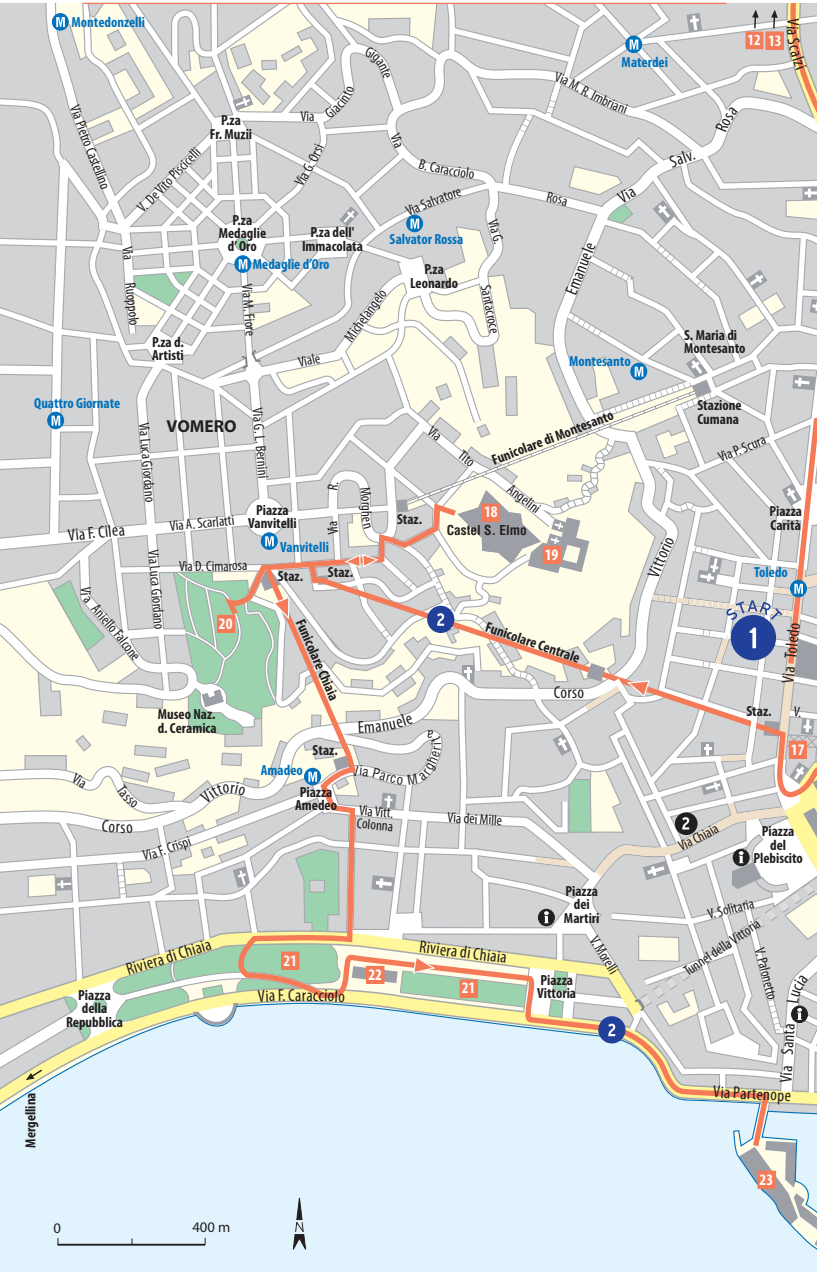 M Montedonzelli
M
Materdei
12 13
Via Scalzi
Gigante
Via Giacinto
Via M. R. Imbriani
Via Pietro Castellino
P.za
Fr. Muzii
Via
Rosa
Salv.
Via
V. De Vito Piscicelli
Via G. Orsi
B. Caracciolo
Via Salvatore
Rosa
P.za
Medaglie
d'Oro
P.za dell'
Immacolata
M
Salvator Rossa
Via G.
Santacroce
M Medaglie d'Oro
Via
Ruoppolo
Via M. Fiore
P.za
Leonardo
Emanuele
Michelangelo
Viale
P.za d.
Artisti
S. Maria di
Montesanto
Montesanto
M
Quattro Giornate
M
VOMERO
Via Luca Giordano
Via G. L. Bernini
Via
Tito
Angelini
Funicolare di Montesanto
Stazione
Cumana
Via P. Scura
Via R.
Morghen
Piazza
Vanvitelli
M Vanvitelli
Via F. Cilea
Via A. Scarlatti
Staz.
18
Castel S. Elmo
19
Piazza
Carità
Vittorio
Toledo
M
Via D. Cimarosa
Staz.
Staz.
Via Luca Giordano
Via Aniello Falcone
20
Funicolare Chiaia
2
Funicolare Centrale
START
1
Via Toledo
Corso
Staz.
V.
17
Museo Naz.
d. Ceramica
Emanuele
Via Parco Margherita
Staz.
Amadeo
M
Piazza
Amedeo
Via
Tasso
Vittorio
Corso
Via Vitt.
Colonna
Via dei Mille
Via F. Crispi
2
Via Chiaia
i
Piazza
del
Plebiscito
Piazza
dei
Martiri
i
V. Solitaria
Tunnel della Vittoria
V. Morelli
V. Palonetto
Riviera di Chiaia
Riviera di Chiaia
21
22
21
Piazza
Vittoria
Via F. Caracciolo
Piazza
della
Repubblica
2
i
Via Santa Lucia
Via Partenope
Mergellina
23
0
400 m
N